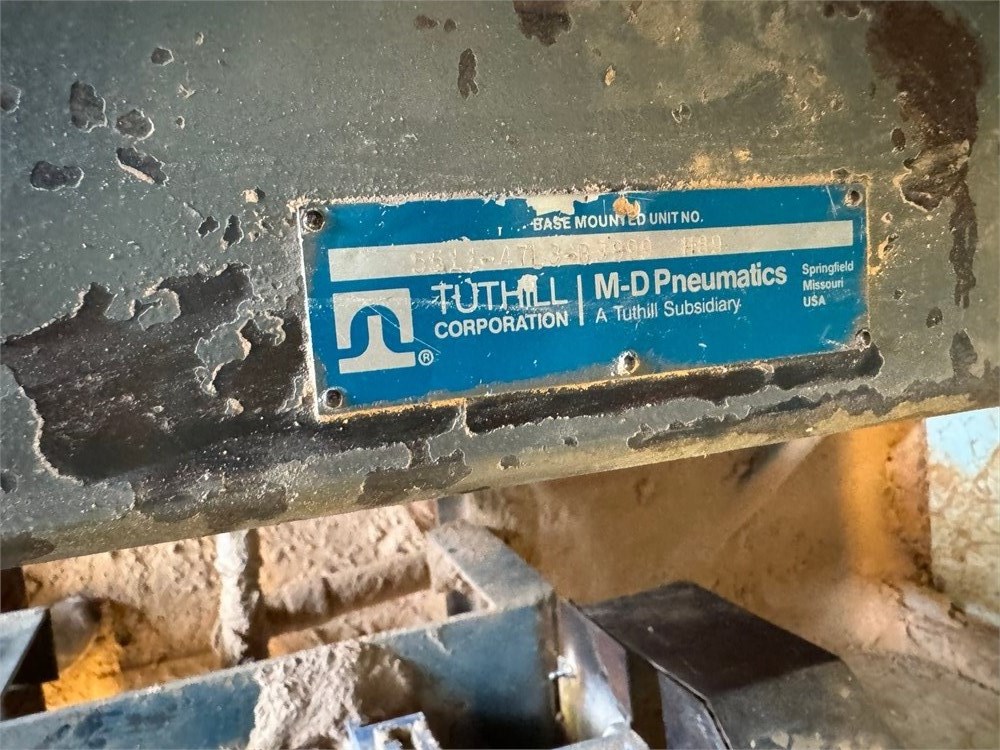 BASE MOUNTED UNIT NO.
TUTHILL
CORPORATION
®
M-D Pneumatics
A Tuthill Subsidiary
Springfield
Missouri
USA